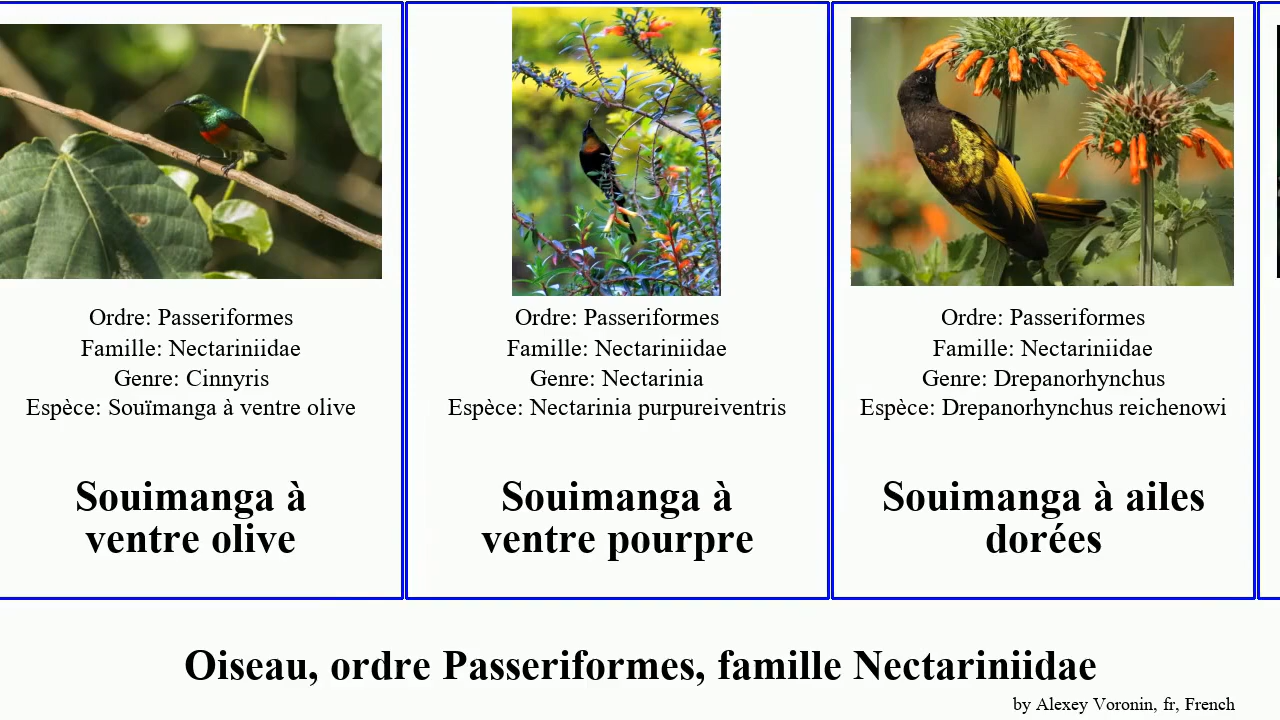 Ordre: Passeriformes
Famille: Nectariniidae
Genre: Cinnyris
Espèce: Souïmanga à ventre olive
Souimanga à
ventre olive
Ordre: Passeriformes
Famille: Nectariniidae
Genre: Nectarinia
Espèce: Nectarinia purpureiventris
Souimanga à
ventre pourpre
Ordre: Passeriformes
Famille: Nectariniidae
Genre: Drepanorhynchus
Espèce: Drepanorhynchus reichenowi
Souimanga à ailes
dorées
Oiseau, ordre Passeriformes, famille Nectariniidae
by Alexey Voronin, fr, French